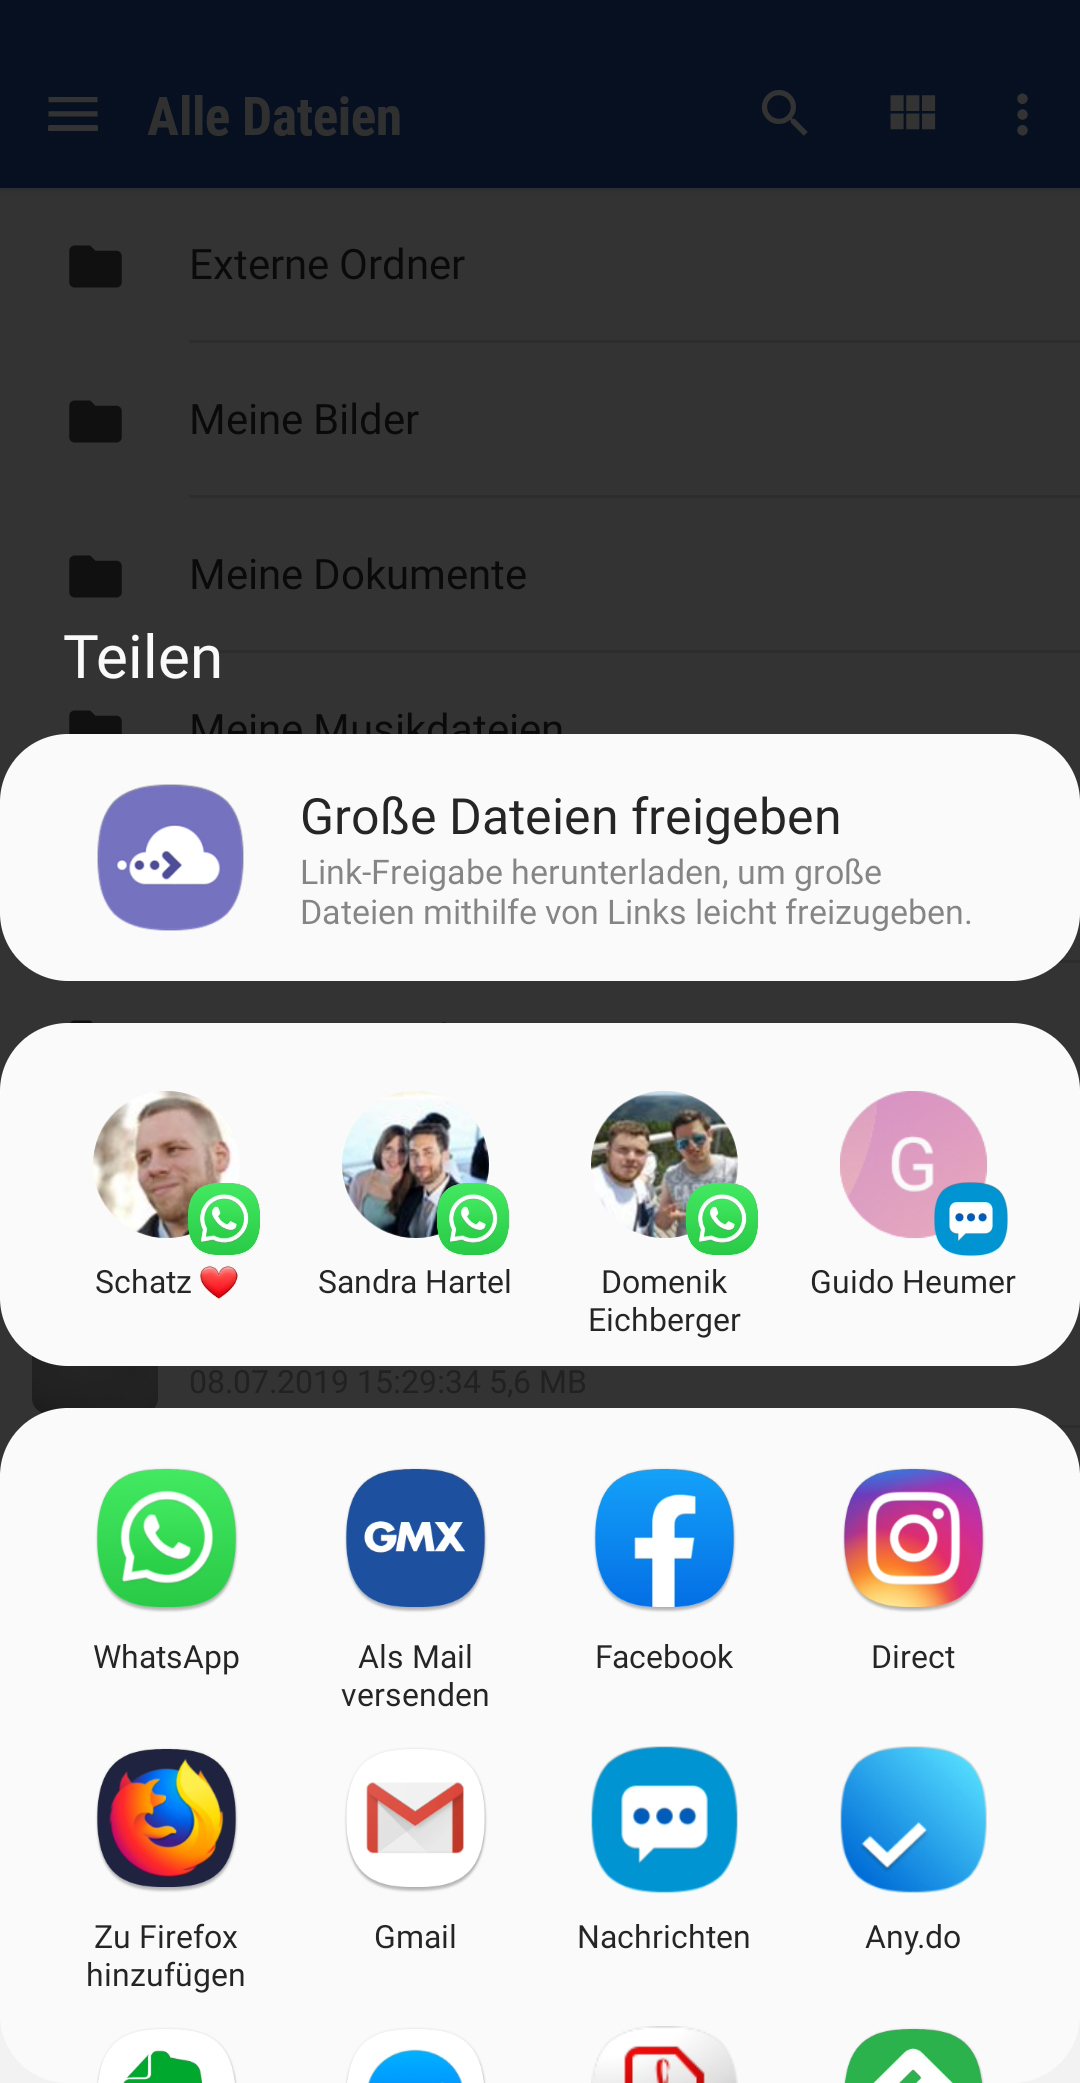 Alle Dateien
Externe Ordner
Meine Bilder
Meine Dokumente
Teilen
Meine Musikdateien
Große Dateien freigeben
Link-Freigabe herunterladen, um große
Dateien mithilfe von Links leicht freizugeben.
G
Schatz ❤️
Sandra Hartel
Domenik
Eichberger
Guido Heumer
08.07.2019 15:29:34 5,6 MB
GMX
WhatsApp
Als Mail
versenden
Facebook
Direct
Zu Firefox
hinzufügen
Gmail
Nachrichten
Any.do